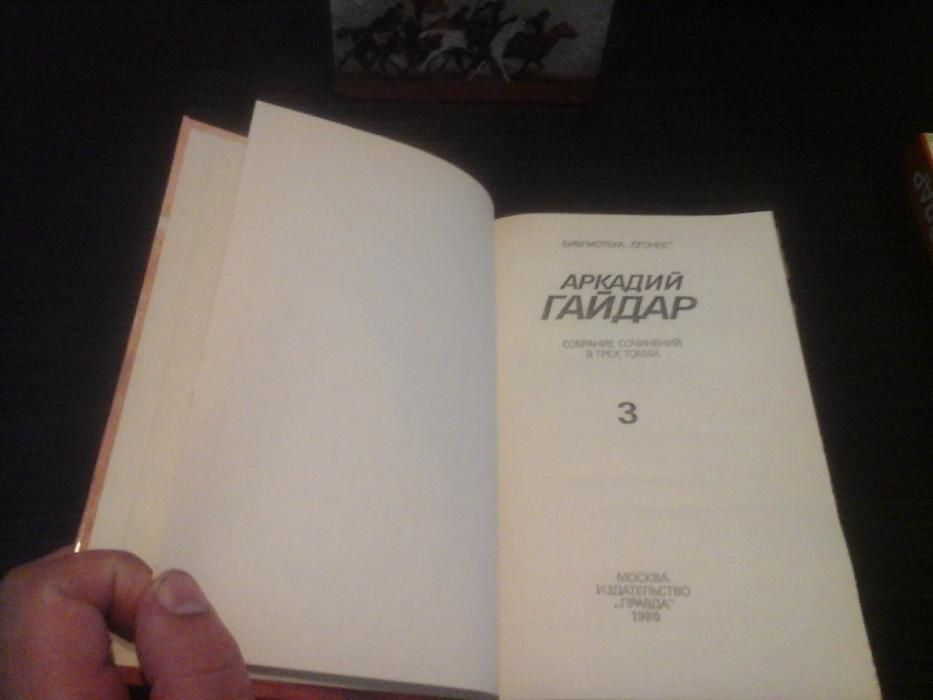 БИБЛИОТЕКА „ОГОНЕК“
АРКАДИЙ
ГАЙДАР
СОБРАНИЕ СОЧИНЕНИЙ
В ТРЕХ ТОМАХ
3
МОСКВА
ИЗДАТЕЛЬСТВО
„ПРАВДА“
1986